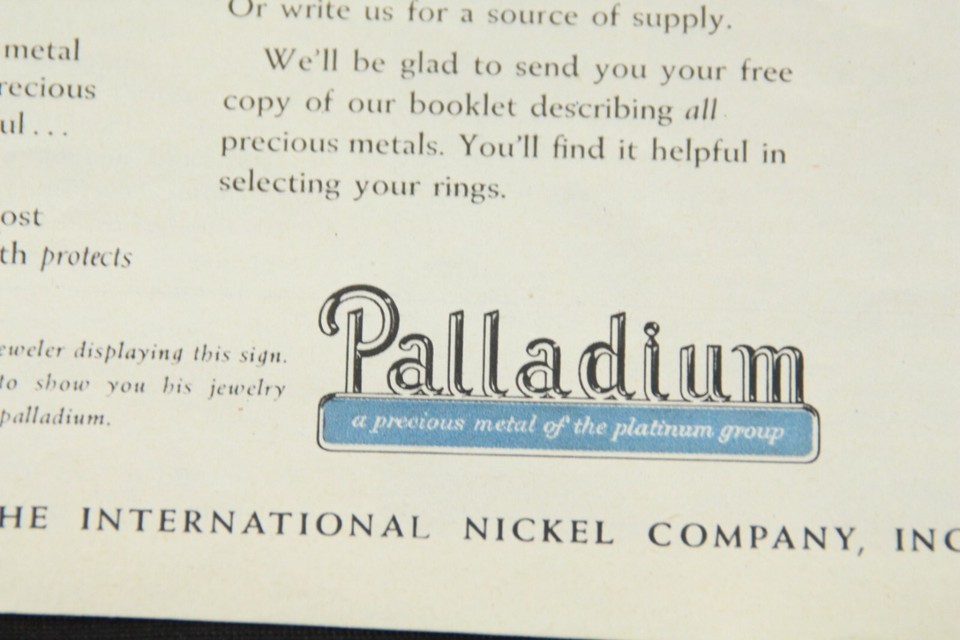 metal
recious
ul...
ost
th protects
Or write us for a source of supply.
We'll be glad to send you your free
copy of our booklet describing all
precious metals. You'll find it helpful in
selecting your rings.
eweler displaying this sign.
to show you his jewelry
palladium.
Palladium
a precious metal of the platinum group
HE INTERNATIONAL NICKEL COMPANY, INC